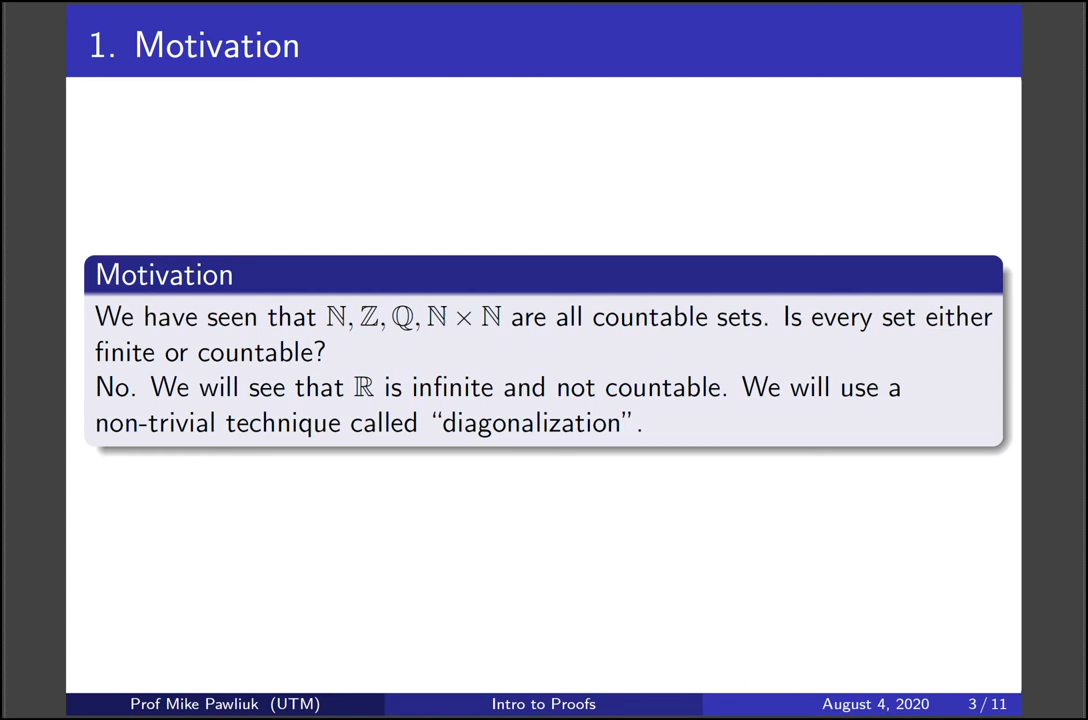 1. Motivation
Motivation
We have seen that ℕ, ℤ, ℚ, ℕ × ℕ are all countable sets. Is every set either
finite or countable?
No. We will see that ℝ is infinite and not countable. We will use a
non-trivial technique called “diagonalization”.
Prof Mike Pawliuk (UTM) Intro to Proofs August 4, 2020 3 / 11